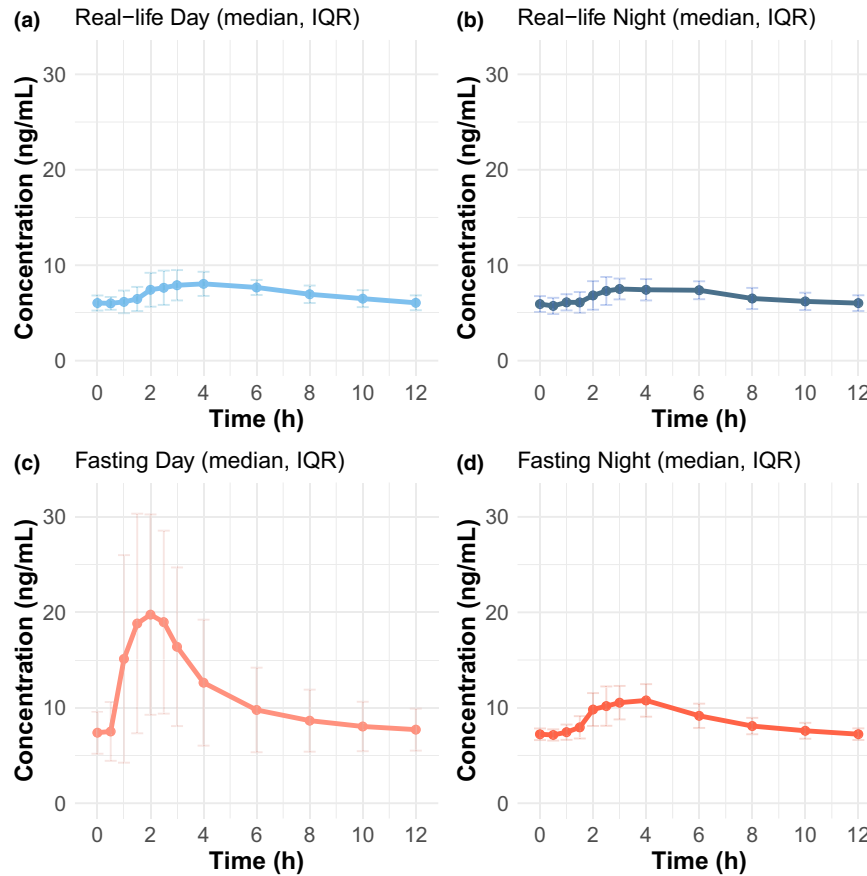 (a) Real−life Day (median, IQR)
Concentration (ng/mL)
30
20
10
0
0 2 4 6 8 10 12
Time (h)
(b) Real−life Night (median, IQR)
Concentration (ng/mL)
30
20
10
0
0 2 4 6 8 10 12
Time (h)
(c) Fasting Day (median, IQR)
Concentration (ng/mL)
30
20
10
0
0 2 4 6 8 10 12
Time (h)
(d) Fasting Night (median, IQR)
Concentration (ng/mL)
30
20
10
0
0 2 4 6 8 10 12
Time (h)